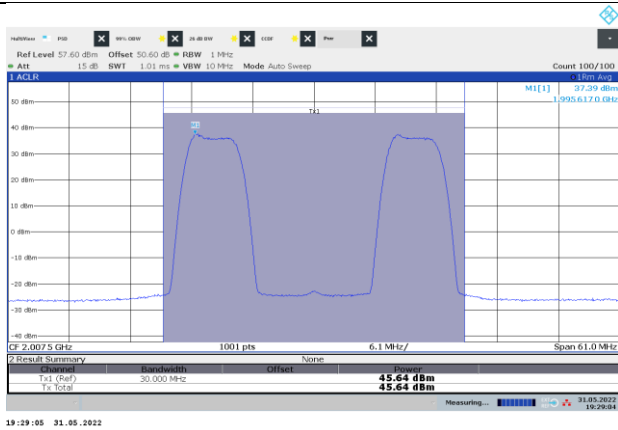 MultiView PSD X 99% OBW X 26 dB BW X CCDF X Pwr X
Ref Level 57.60 dBm Offset 50.60 dB RBW 1 MHz
Att 15 dB SWT 1.01 ms VBW 10 MHz Mode Auto Sweep Count 100/100
1 ACLR 1Rm Avg
M1[1] 37.39 dBm
1.995617 0 GHz
Tx1
50 dBm
M1
40 dBm
30 dBm
20 dBm
10 dBm
0 dBm
-10 dBm
-20 dBm
-30 dBm
-40 dBm
CF 2.0075 GHz 1001 pts 6.1 MHz/ Span 61.0 MHz
2 Result Summary None
Channel Bandwidth Offset Power
Tx1 (Ref) 30.000 MHz 45.64 dBm
Tx Total 45.64 dBm
Measuring... 31.05.2022
19:29:04
19:29:05 31.05.2022